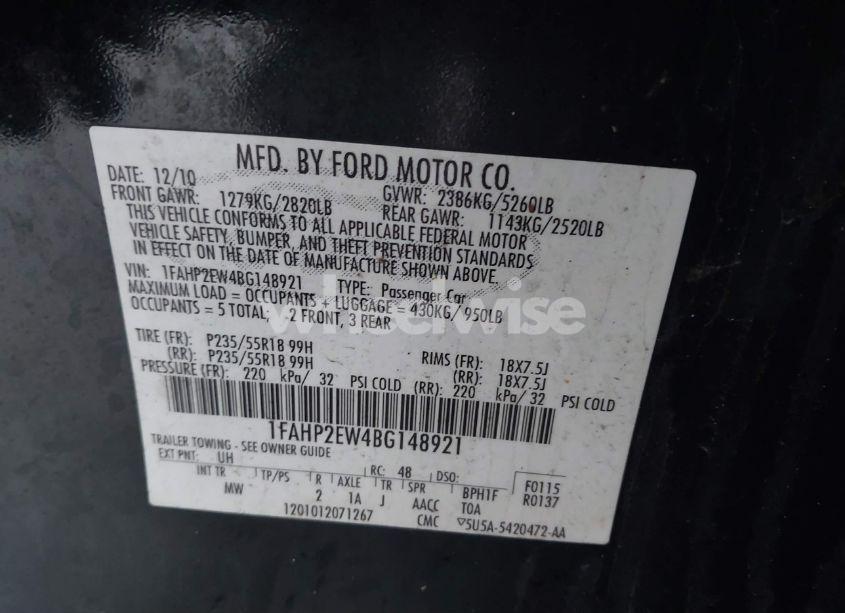 MFD. BY FORD MOTOR CO.
DATE: 12/10 GVWR: 2386KG/5260LB
FRONT GAWR: 1279KG/2820LB REAR GAWR: 1143KG/2520LB
THIS VEHICLE CONFORMS TO ALL APPLICABLE FEDERAL MOTOR
VEHICLE SAFETY, BUMPER, AND THEFT PREVENTION STANDARDS
IN EFFECT ON THE DATE OF MANUFACTURE SHOWN ABOVE.
VIN: 1FAHP2EW4BG148921 TYPE: Passenger Car
MAXIMUM LOAD = OCCUPANTS + LUGGAGE = 430KG/950LB
OCCUPANTS = 5 TOTAL: -2 FRONT, 3 REAR
wheelwise
TIRE (FR): P235/55R18 99H RIMS (FR): 18X7.5J
(RR): P235/55R18 99H (RR): 18X7.5J
PRESSURE (FR): 220 kPa/ 32 PSI COLD (RR): 220 kPa/ 32 PSI COLD
1FAHP2EW4BG148921
TRAILER TOWING - SEE OWNER GUIDE
EXT PNT: UH RC: 48 DSO: F0115
INT TR TP/PS R AXLE TR SPR BPH1F R0137
MW 2 1A J AACC TOA
1201012071267 CMC ▽5U5A-5420472-AA